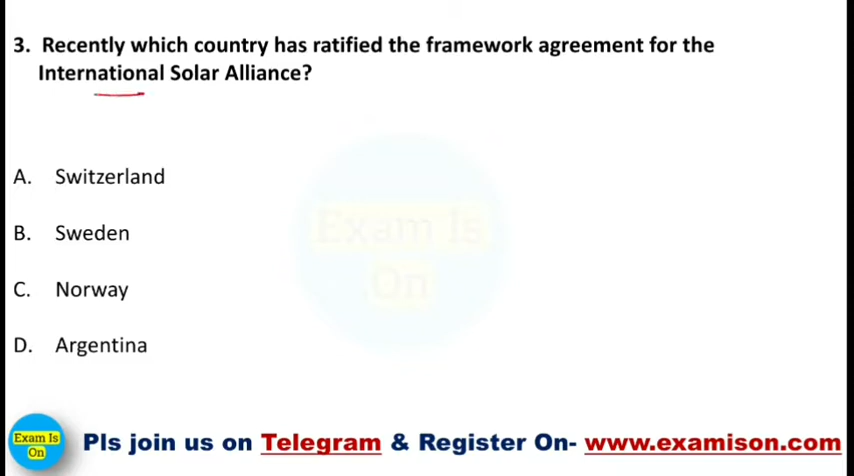 3. Recently which country has ratified the framework agreement for the
International Solar Alliance?
Exam Is
On
A. Switzerland
B. Sweden
C. Norway
D. Argentina
Exam Is
On
Pls join us on Telegram & Register On- www.examison.com